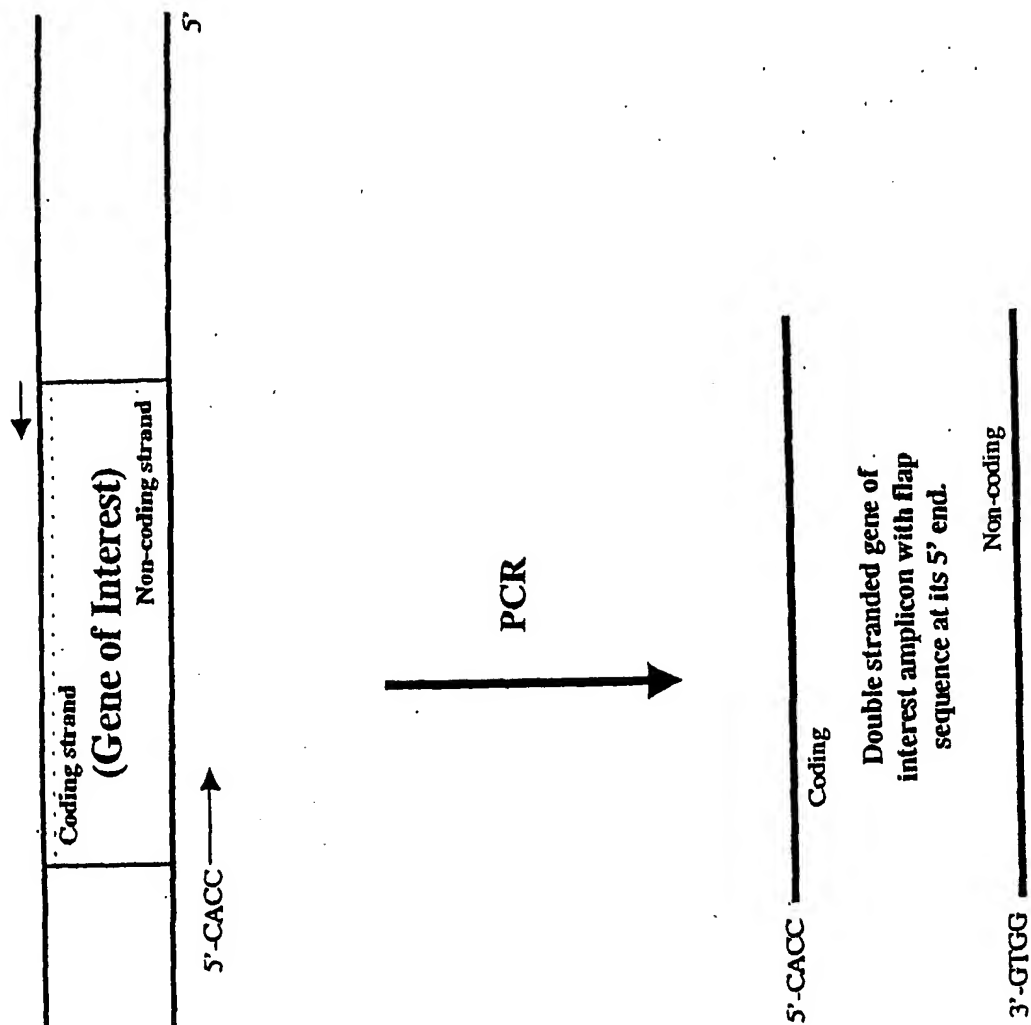 5'
Coding strand
(Gene of Interest)
Non-coding strand
5'-CACC
PCR
5'-CACC
Coding
Double stranded gene of
interest amplicon with flap
sequence at its 5' end.
Non-coding
3'-GTGG